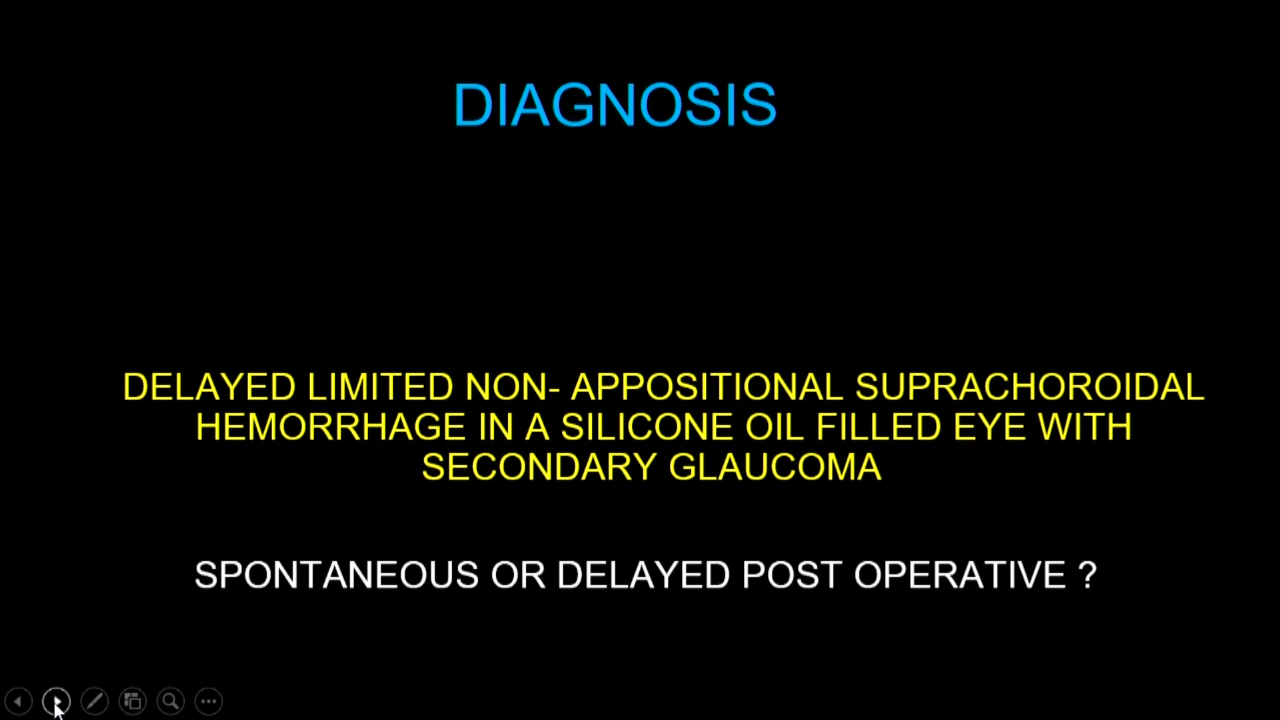 DIAGNOSIS
DELAYED LIMITED NON- APPOSITIONAL SUPRACHOROIDAL
HEMORRHAGE IN A SILICONE OIL FILLED EYE WITH
SECONDARY GLAUCOMA
SPONTANEOUS OR DELAYED POST OPERATIVE ?